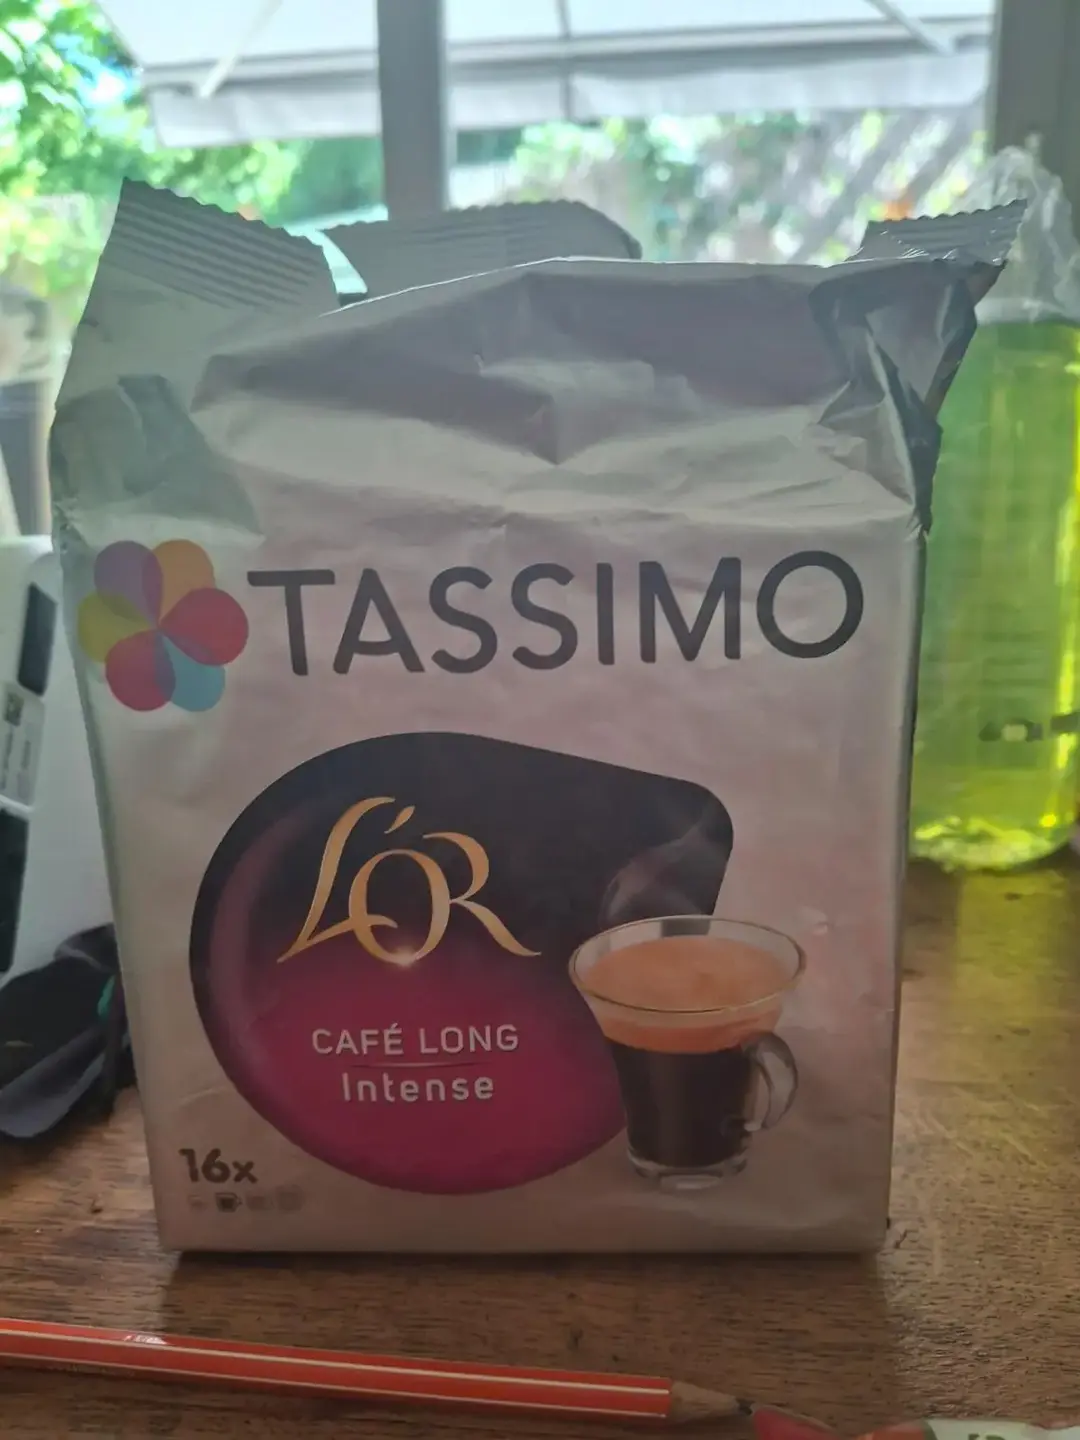 TASSIMO
L'OR
CAFÉ LONG
Intense
16x